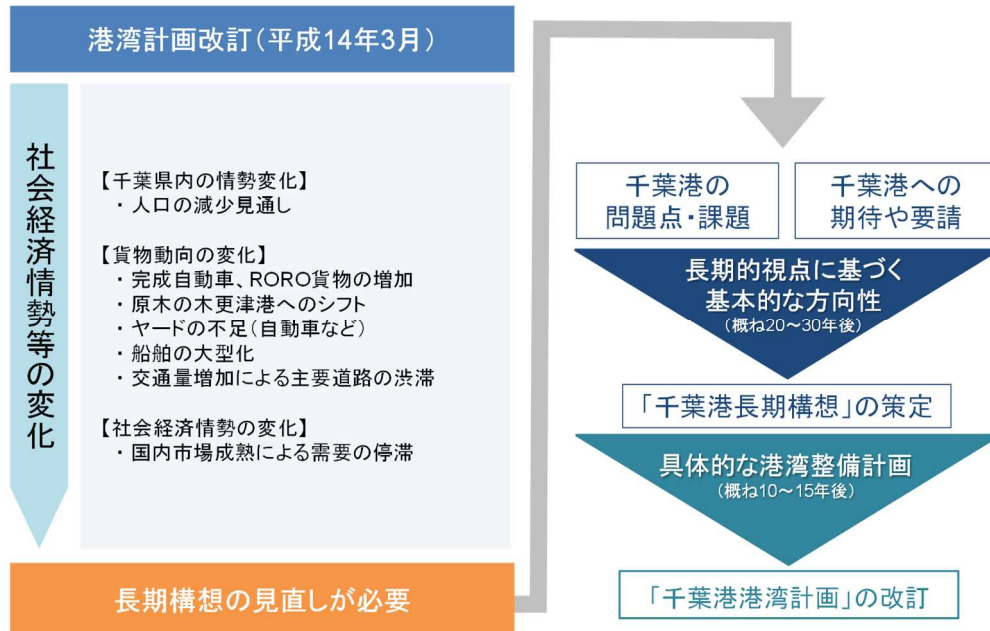 港湾計画改訂（平成14年3月）
社会経済情勢等の変化
【千葉県内の情勢変化】
・人口の減少見通し
【貨物動向の変化】
・完成自動車、RORO貨物の増加
・原木の木更津港へのシフト
・ヤードの不足（自動車など）
・船舶の大型化
・交通量増加による主要道路の渋滞
【社会経済情勢の変化】
・国内市場成熟による需要の停滞
長期構想の見直しが必要
千葉港の
問題点・課題
千葉港への
期待や要請
長期的視点に基づく
基本的な方向性
（概ね20～30年後）
「千葉港長期構想」の策定
具体的な港湾整備計画
（概ね10～15年後）
「千葉港港湾計画」の改訂